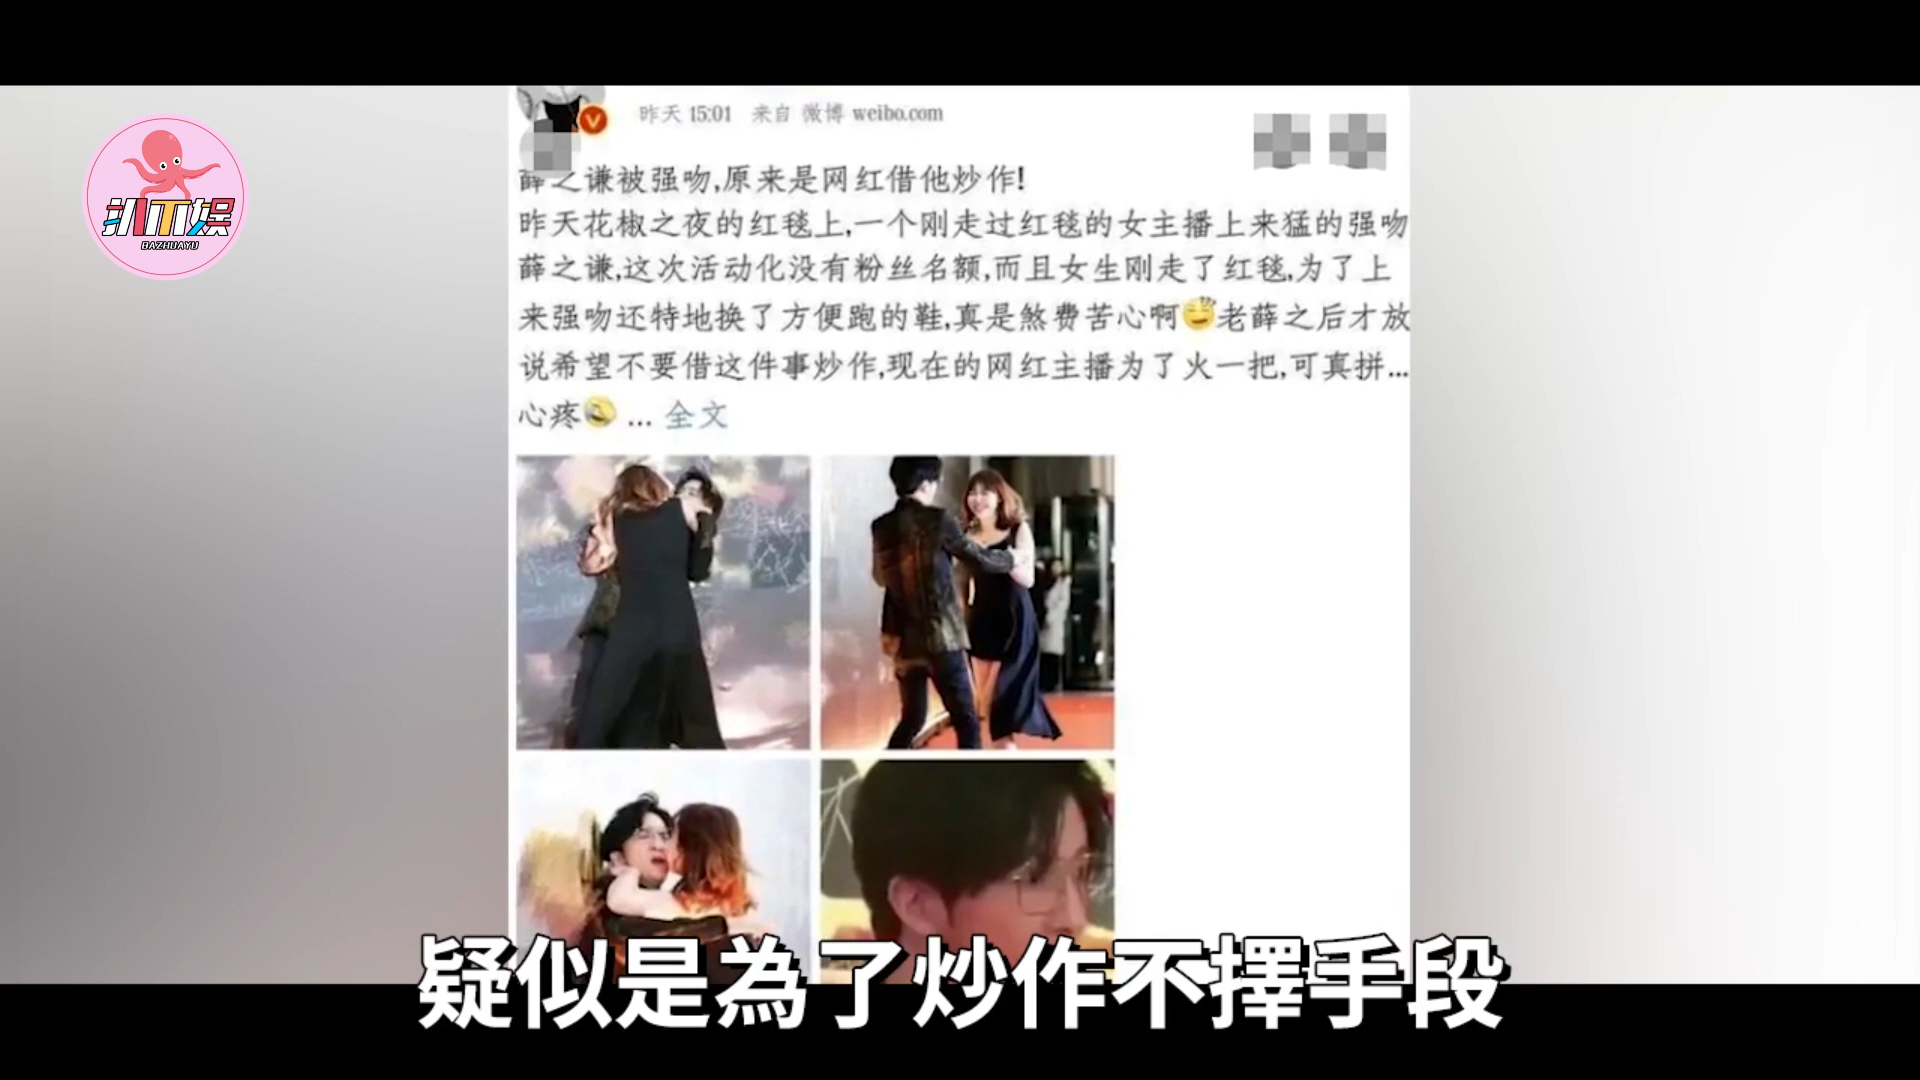 昨天 15:01 来自 微博 weibo.com
薛之谦被强吻,原来是网红借他炒作!
昨天花椒之夜的红毯上,一个刚走过红毯的女主播上来猛的强吻
薛之谦,这次活动化没有粉丝名额,而且女生刚走了红毯,为了上
来强吻还特地换了方便跑的鞋,真是煞费苦心啊老薛之后才放
说希望不要借这件事炒作,现在的网红主播为了火一把,可真拼...
心疼 ... 全文
扒爪娱
BAZHUAYU
疑似是為了炒作不擇手段